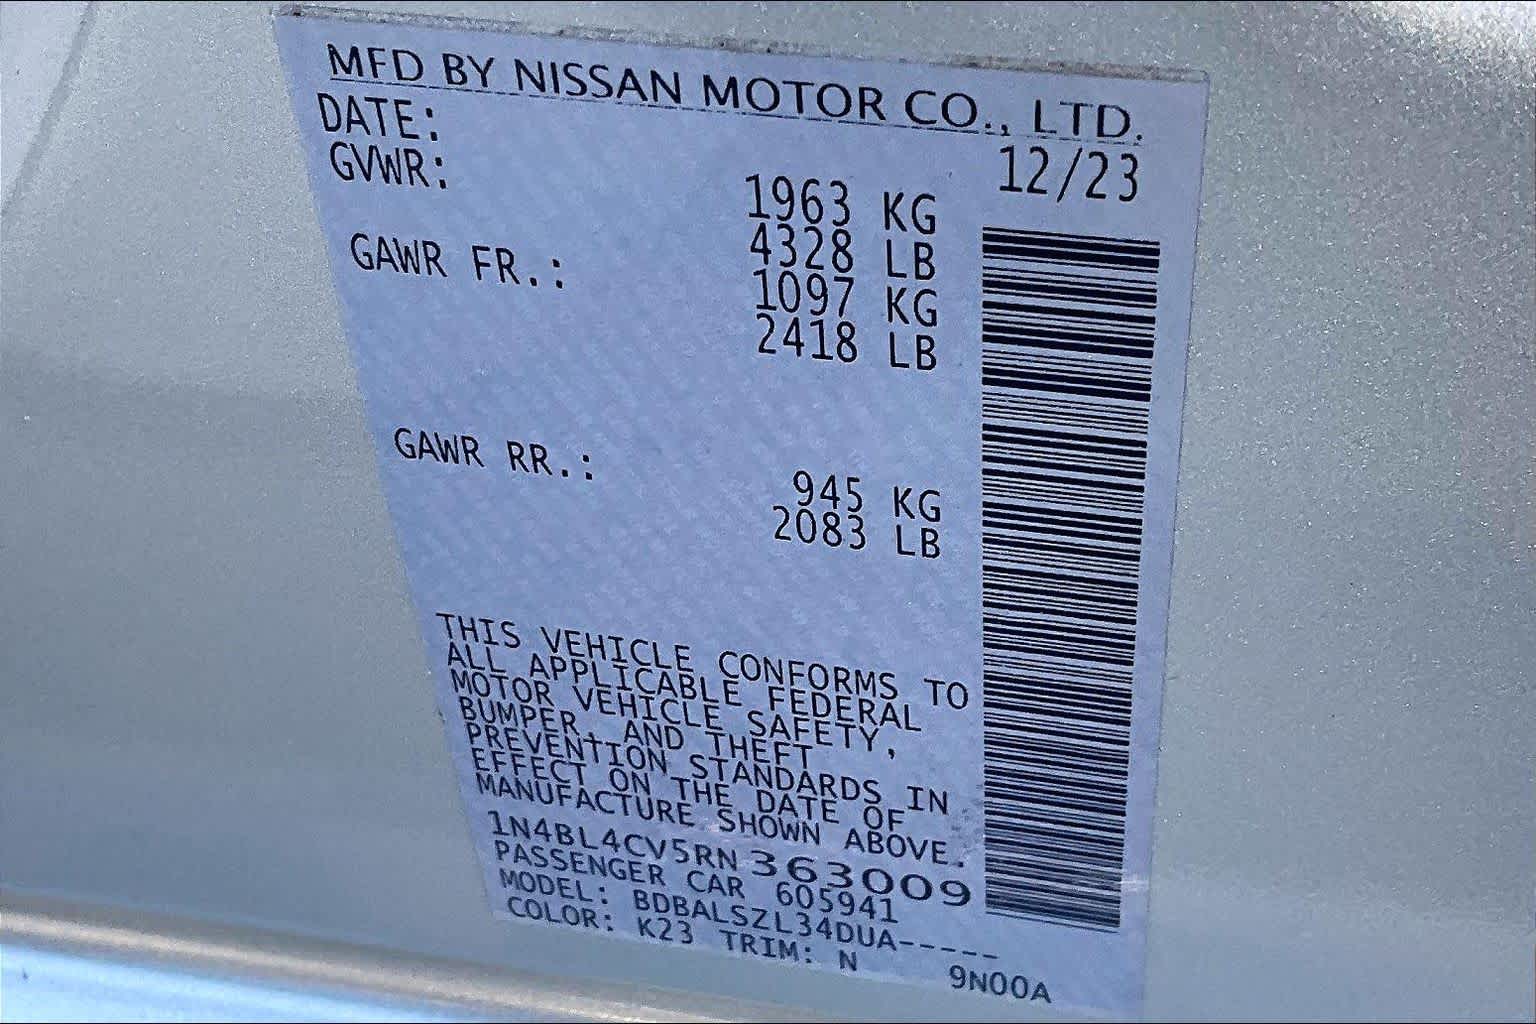 MFD BY NISSAN MOTOR CO., LTD.
DATE: 12/23
GVWR: 1963 KG
4328 LB
GAWR FR.: 1097 KG
2418 LB
GAWR RR.: 945 KG
2083 LB
THIS VEHICLE CONFORMS TO
ALL APPLICABLE FEDERAL
MOTOR VEHICLE SAFETY,
BUMPER, AND THEFT
PREVENTION STANDARDS IN
EFFECT ON THE DATE OF
MANUFACTURE SHOWN ABOVE.
1N4BL4CV5RN363009
PASSENGER CAR 605941
MODEL: BDBALSZL34DUA-----
COLOR: K23 TRIM: N 9N00A